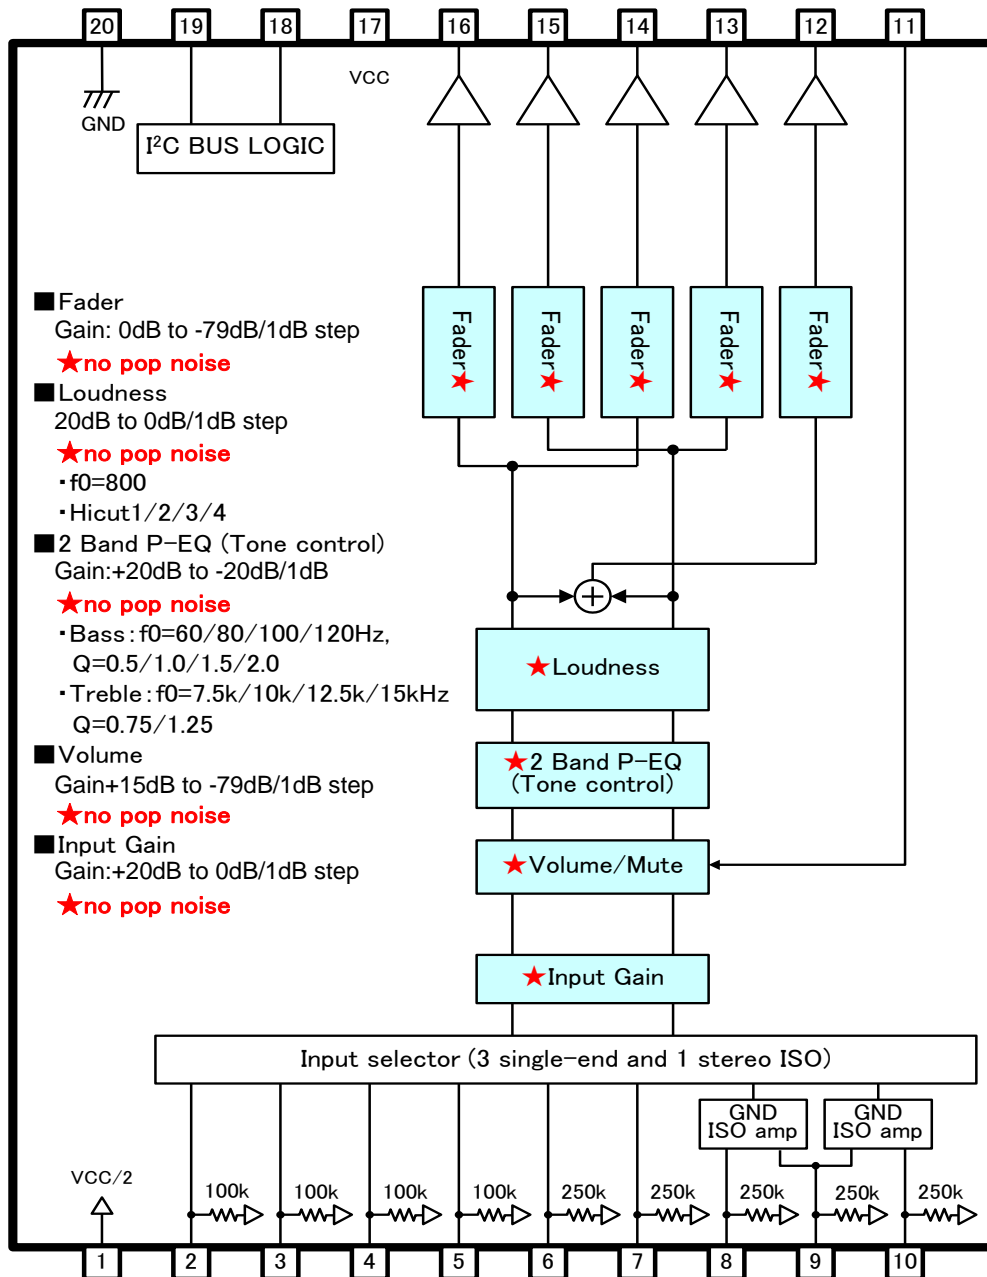 20 19 18 17 16 15 14 13 12 11
VCC
GND
I²C BUS LOGIC
■Fader
Gain: 0dB to -79dB/1dB step
★no pop noise
■Loudness
20dB to 0dB/1dB step
★no pop noise
・f0=800
・Hicut1/2/3/4
■2 Band P-EQ (Tone control)
Gain:+20dB to -20dB/1dB
★no pop noise
・Bass:f0=60/80/100/120Hz,
Q=0.5/1.0/1.5/2.0
・Treble:f0=7.5k/10k/12.5k/15kHz
Q=0.75/1.25
■Volume
Gain+15dB to -79dB/1dB step
★no pop noise
■Input Gain
Gain:+20dB to 0dB/1dB step
★no pop noise
Fader★
Fader★
Fader★
Fader★
Fader★
★Loudness
★2 Band P-EQ
(Tone control)
★Volume/Mute
★Input Gain
Input selector (3 single-end and 1 stereo ISO)
GND
ISO amp
GND
ISO amp
VCC/2
100k 100k 100k 100k 250k 250k 250k 250k 250k
1 2 3 4 5 6 7 8 9 10